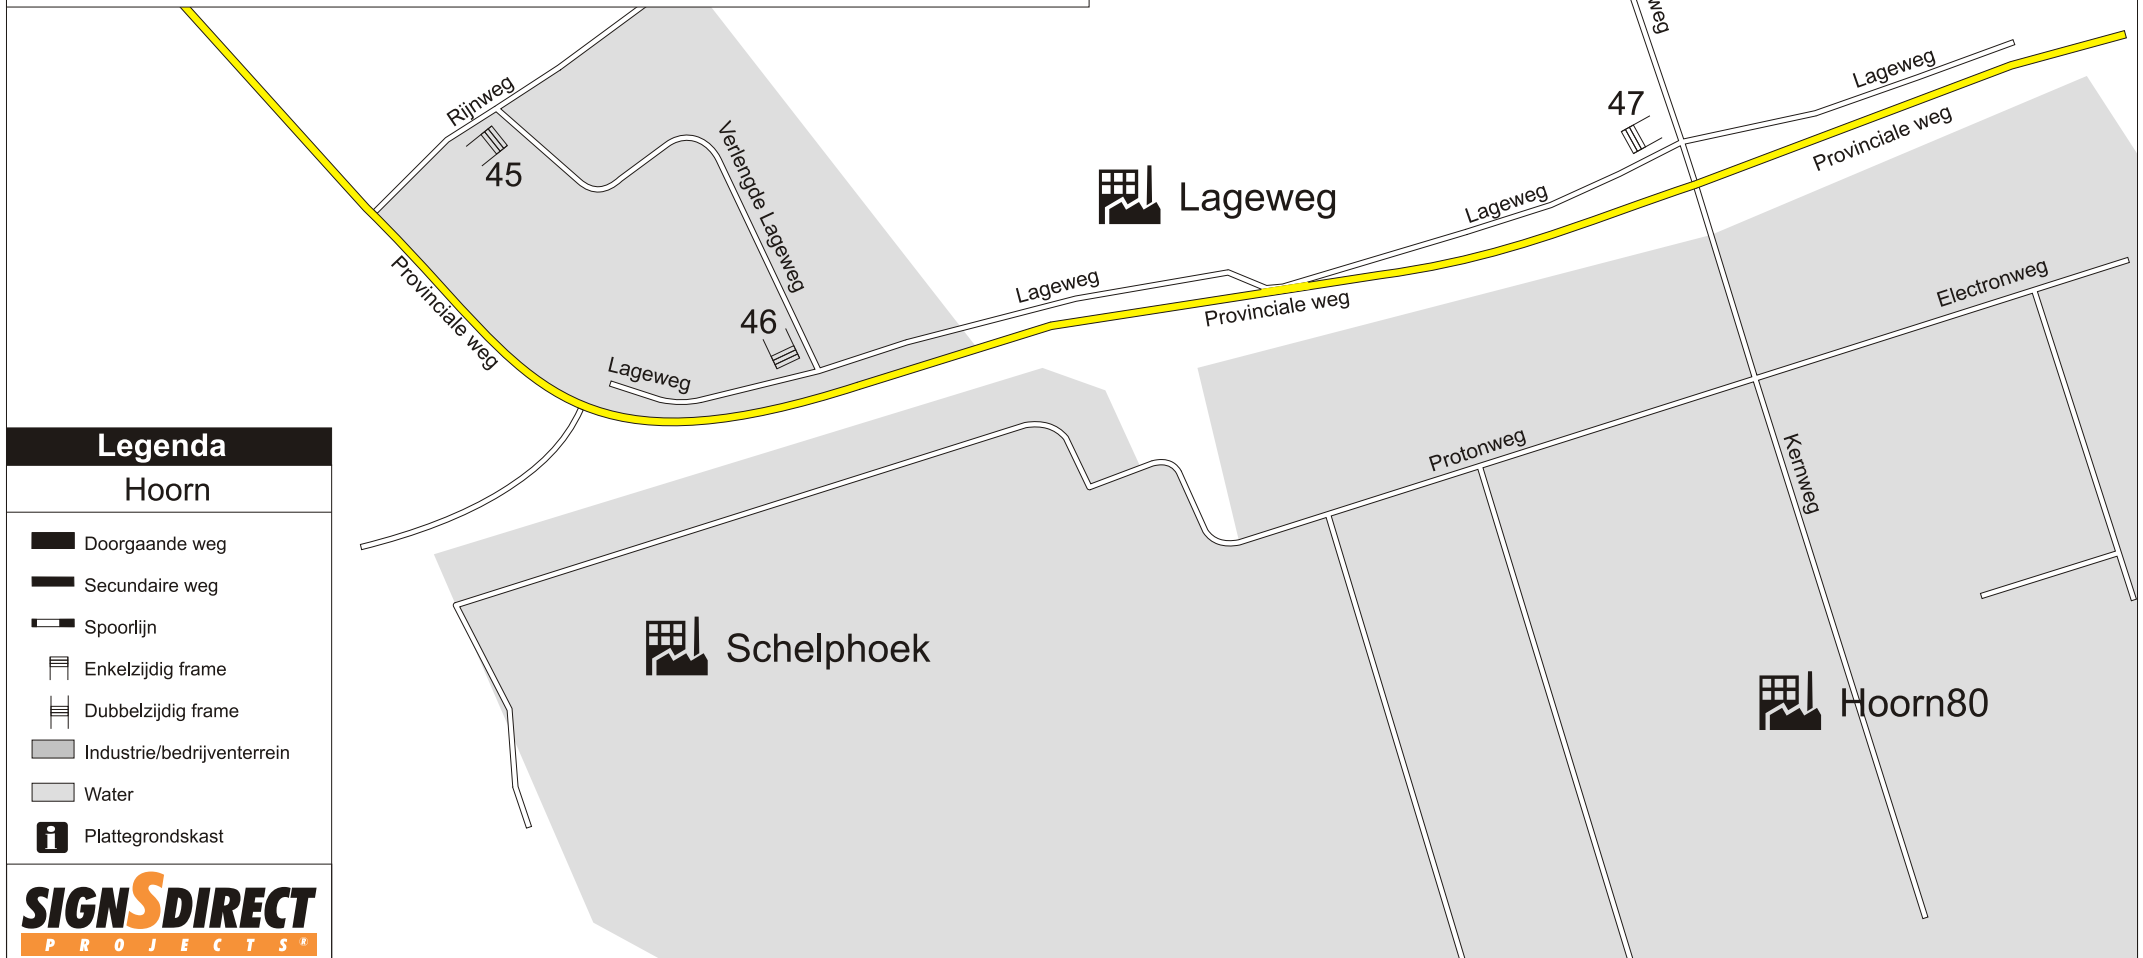 weg
Lageweg
47
Provinciale weg
Rijnweg
45
Verlengde Lageweg
Lageweg
Lageweg
Provinciale weg
Lageweg
Provinciale weg
Electronweg
46
Lageweg
Protonweg
Kernweg
Schelphoek
Hoorn80
Legenda
Hoorn
Doorgaande weg
Secundaire weg
Spoorlijn
Enkelzijdig frame
Dubbelzijdig frame
Industrie/bedrijventerrein
Water
i Plattegrondskast
SIGNSDIRECT
PROJECTS®